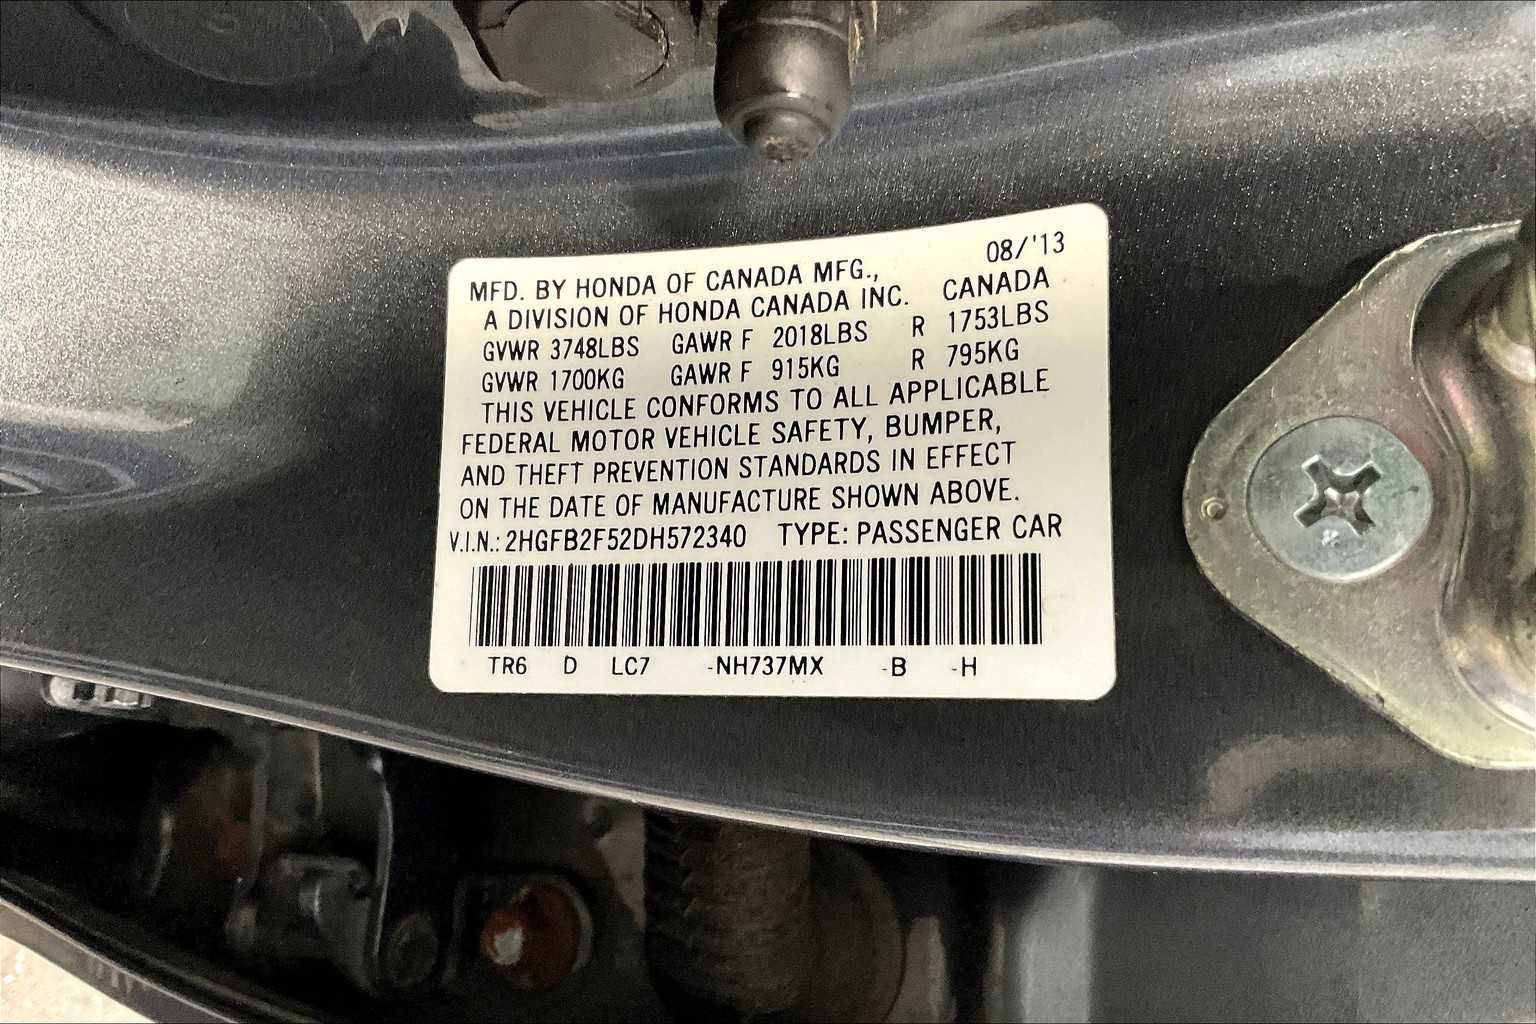 08/'13
MFD. BY HONDA OF CANADA MFG.,
A DIVISION OF HONDA CANADA INC. CANADA
GVWR 3748LBS GAWR F 2018LBS R 1753LBS
GVWR 1700KG GAWR F 915KG R 795KG
THIS VEHICLE CONFORMS TO ALL APPLICABLE
FEDERAL MOTOR VEHICLE SAFETY, BUMPER,
AND THEFT PREVENTION STANDARDS IN EFFECT
ON THE DATE OF MANUFACTURE SHOWN ABOVE.
V.I.N.: 2HGFB2F52DH572340 TYPE: PASSENGER CAR
TR6 D LC7 -NH737MX -B -H